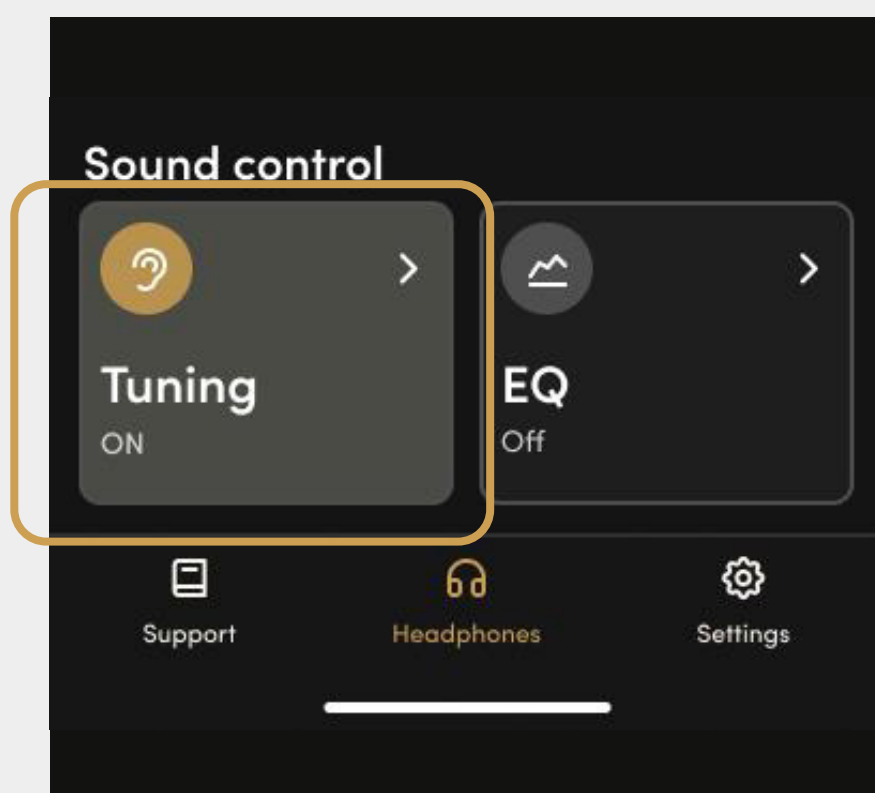 Sound control
Tuning
ON
EQ
Off
Support
Headphones
Settings